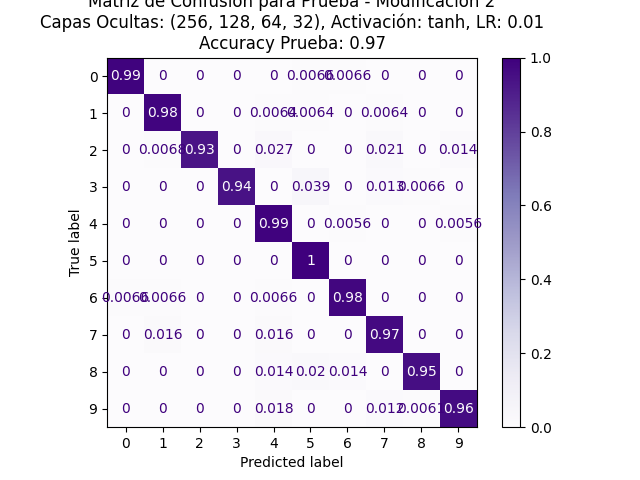 Matriz de Confusión para Prueba - Modificación 2
Capas Ocultas: (256, 128, 64, 32), Activación: tanh, LR: 0.01
Accuracy Prueba: 0.97
0 0.99 0 0 0 0 0.0066 0.0066 0 0 0
1 0 0.98 0 0 0.0064 0.0064 0 0.0064 0 0
2 0 0.0068 0.93 0 0.027 0 0 0.021 0 0.014
3 0 0 0 0.94 0 0.039 0 0.013 0.0066 0
4 0 0 0 0 0.99 0 0.0056 0 0 0.0056
5 0 0 0 0 0 1 0 0 0 0
6 0.0066 0.0066 0 0 0.0066 0 0.98 0 0 0
7 0 0.016 0 0 0.016 0 0 0.97 0 0
8 0 0 0 0 0.014 0.02 0.014 0 0.95 0
9 0 0 0 0 0.018 0 0 0.012 0.0061 0.96
0 1 2 3 4 5 6 7 8 9
Predicted label
True label
1.0
0.8
0.6
0.4
0.2
0.0